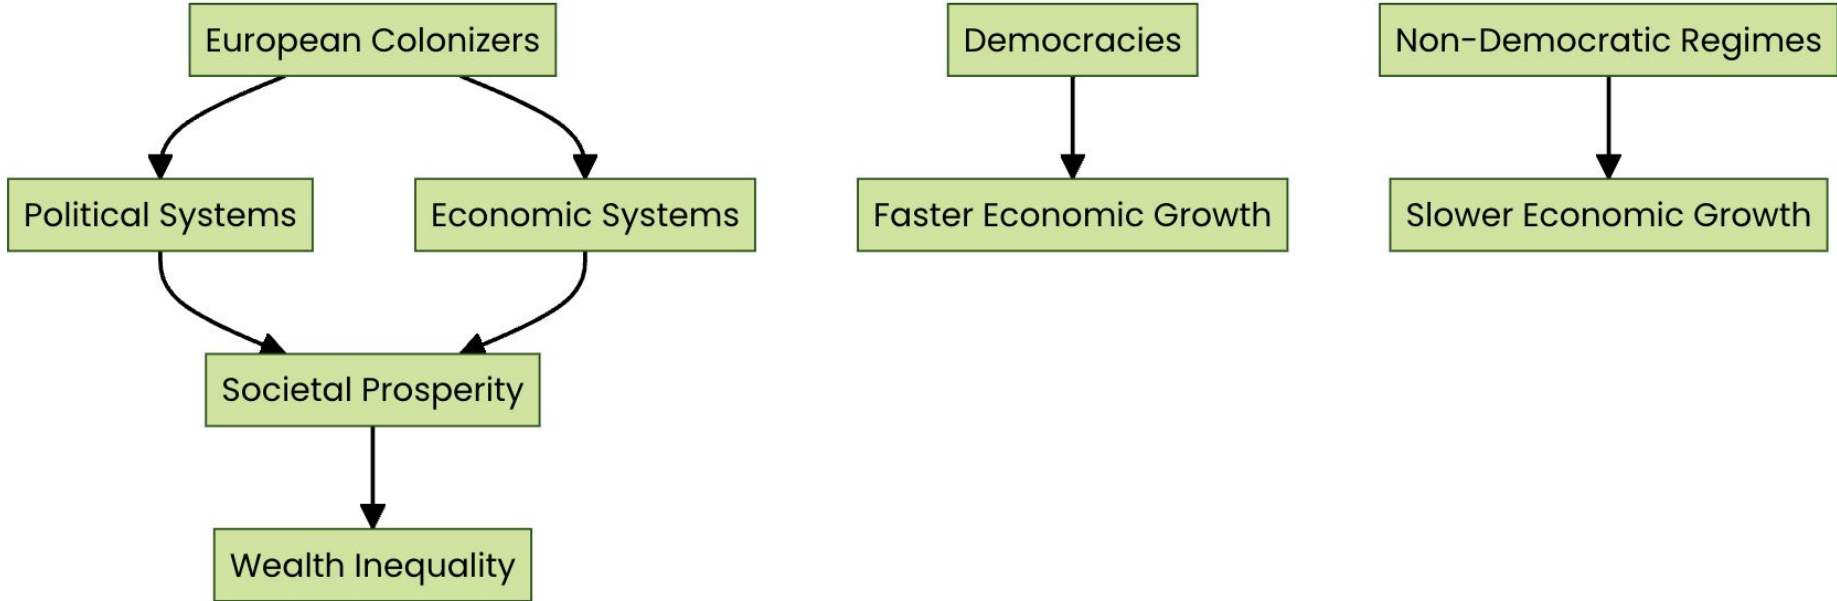 European Colonizers
Democracies
Non-Democratic Regimes
Political Systems
Economic Systems
Faster Economic Growth
Slower Economic Growth
Societal Prosperity
Wealth Inequality